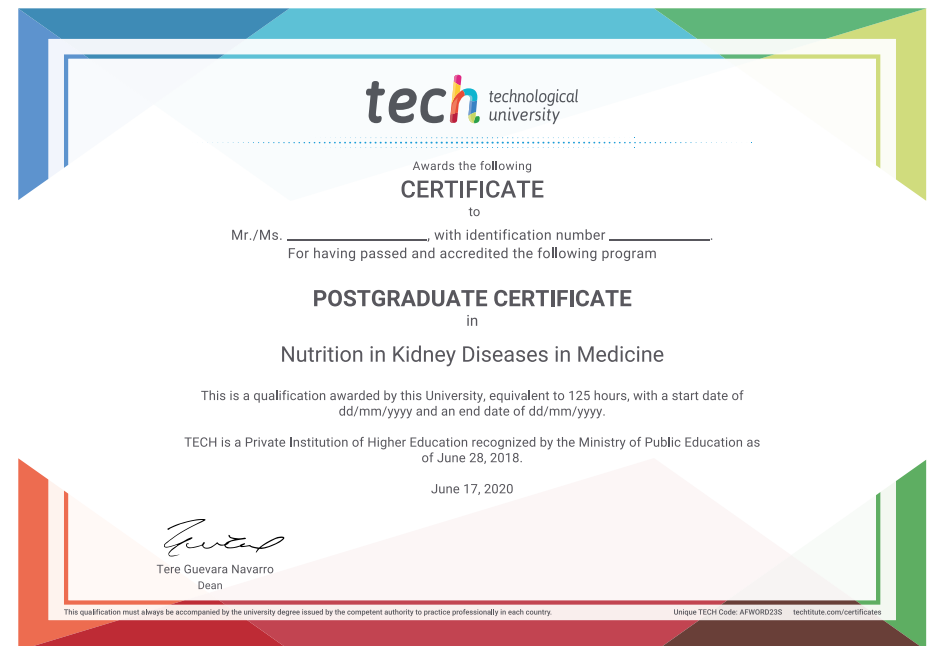 tech technological
university
Awards the following
CERTIFICATE
to
Mr./Ms. ____________________, with identification number ______________.
For having passed and accredited the following program
POSTGRADUATE CERTIFICATE
in
Nutrition in Kidney Diseases in Medicine
This is a qualification awarded by this University, equivalent to 125 hours, with a start date of
dd/mm/yyyy and an end date of dd/mm/yyyy.
TECH is a Private Institution of Higher Education recognized by the Ministry of Public Education as
of June 28, 2018.
June 17, 2020
Tere Guevara Navarro
Dean
This qualification must always be accompanied by the university degree issued by the competent authority to practice professionally in each country. Unique TECH Code: AFWORD23S techtitute.com/certificates